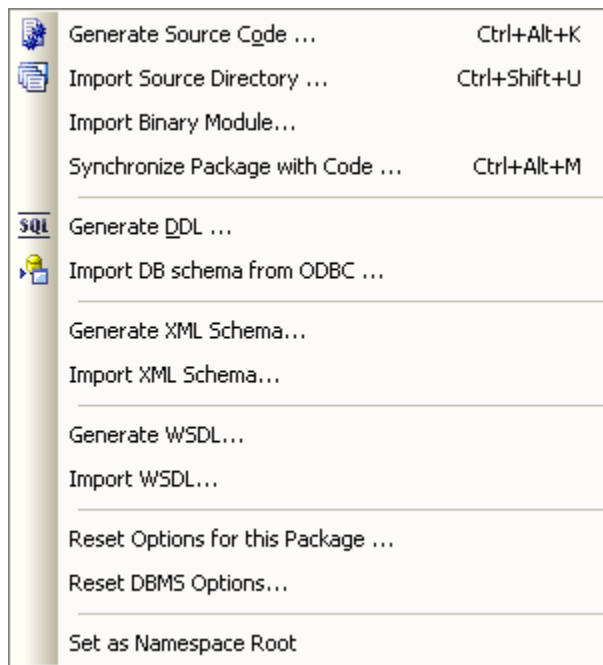 Generate Source Code ... Ctrl+Alt+K
Import Source Directory ... Ctrl+Shift+U
Import Binary Module...
Synchronize Package with Code ... Ctrl+Alt+M
SQL Generate DDL ...
Import DB schema from ODBC ...
Generate XML Schema...
Import XML Schema...
Generate WSDL...
Import WSDL...
Reset Options for this Package ...
Reset DBMS Options...
Set as Namespace Root